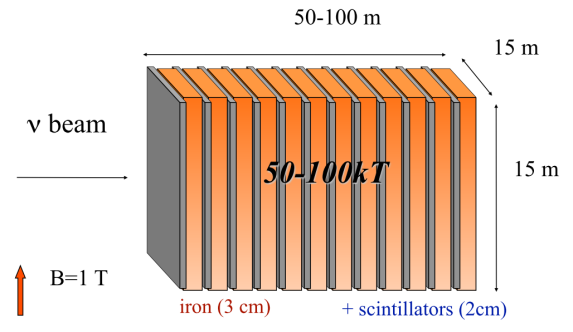 50-100 m
15 m
ν beam
50-100kT
15 m
B=1 T
iron (3 cm)
+ scintillators (2cm)